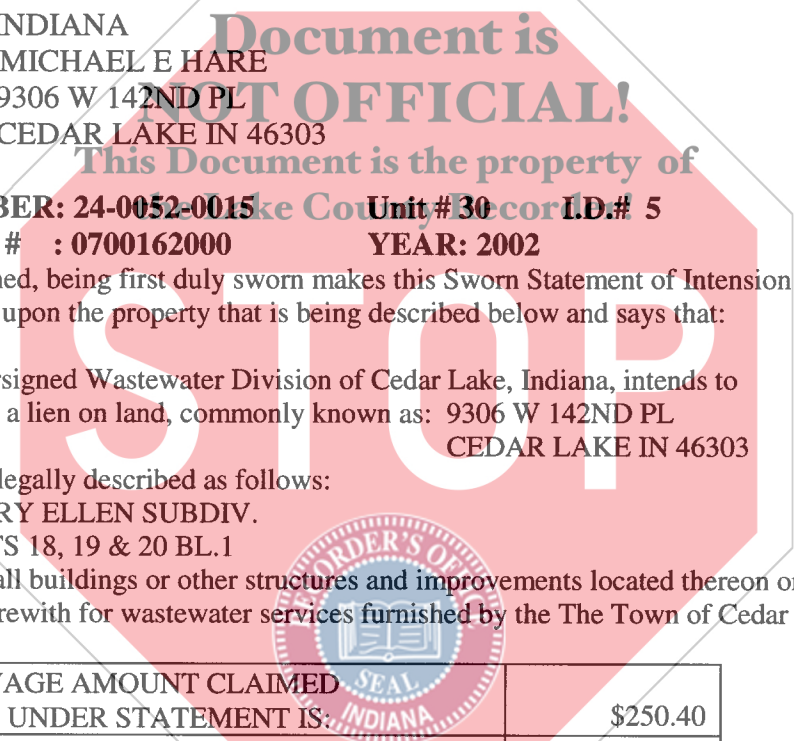 INDIANA
Document is
MICHAEL E HARE
NOT OFFICIAL!
9306 W 142ND PL
CEDAR LAKE IN 46303
This Document is the property of
the Lake County Recorder!
BER: 24-0052-0015 Unit # 30 I.D.# 5
# : 0700162000 YEAR: 2002
ned, being first duly sworn makes this Sworn Statement of Intension
upon the property that is being described below and says that:
STOP
rsigned Wastewater Division of Cedar Lake, Indiana, intends to
a lien on land, commonly known as: 9306 W 142ND PL
CEDAR LAKE IN 46303
legally described as follows:
RY ELLEN SUBDIV.
TS 18, 19 & 20 BL.1
all buildings or other structures and improvements located thereon or
rewith for wastewater services furnished by the The Town of Cedar
RECORDER'S OFFICE
SEAL
INDIANA
AGE AMOUNT CLAIMED
UNDER STATEMENT IS: $250.40